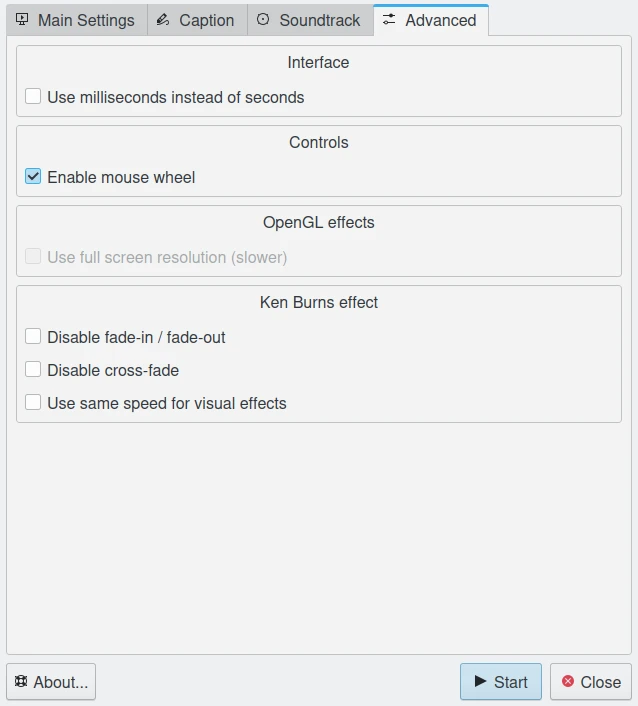 Main Settings Caption Soundtrack Advanced
Interface
Use milliseconds instead of seconds
Controls
Enable mouse wheel
OpenGL effects
Use full screen resolution (slower)
Ken Burns effect
Disable fade-in / fade-out
Disable cross-fade
Use same speed for visual effects
About... Start Close